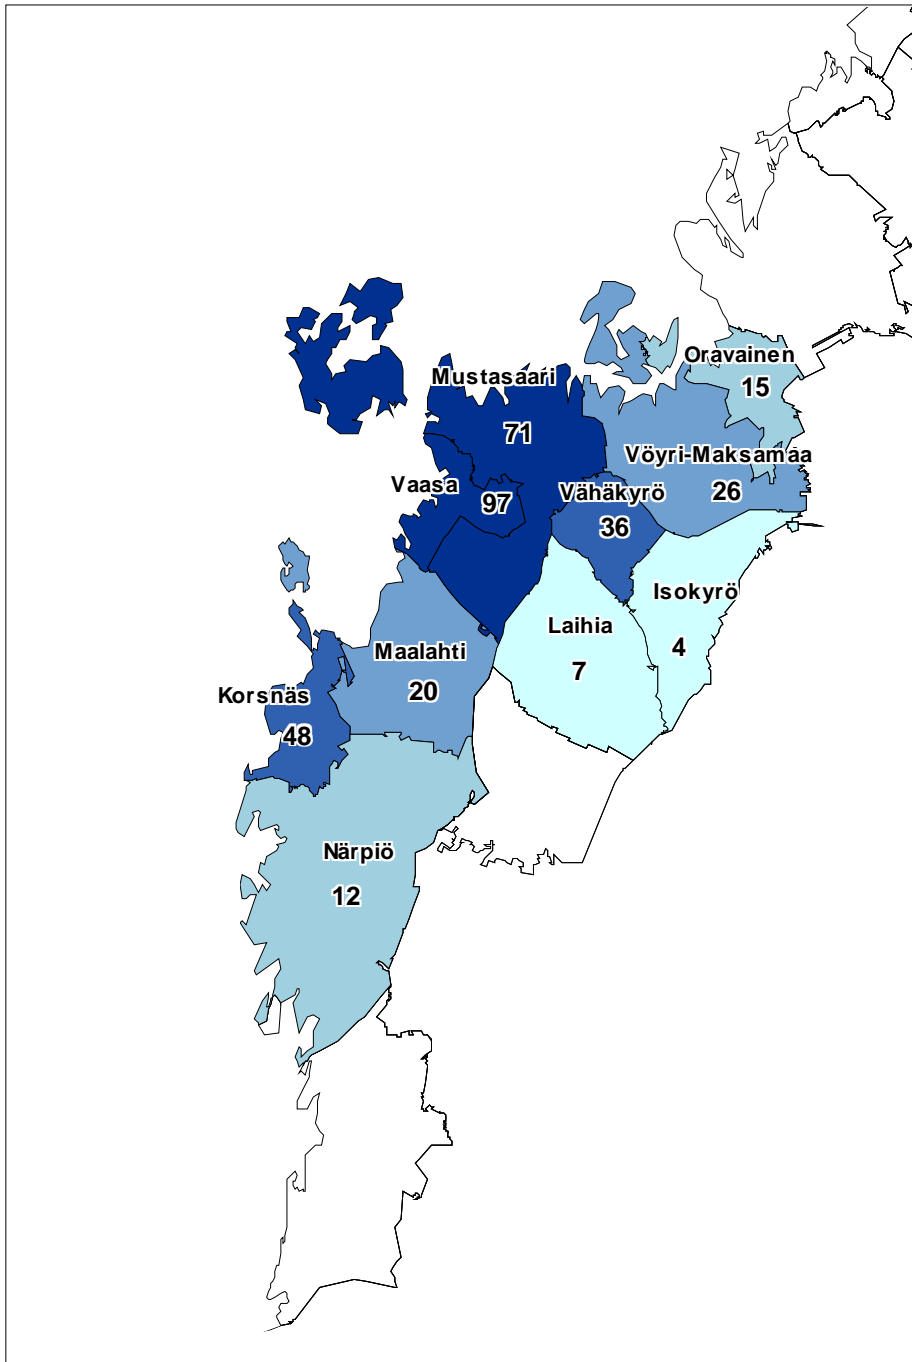 Oravainen
15
Mustasaari
71
Vöyri-Maksamaa
26
Vaasa
97
Vähäkyrö
36
Isokyrö
4
Laihia
7
Maalahti
20
Korsnäs
48
Närpiö
12